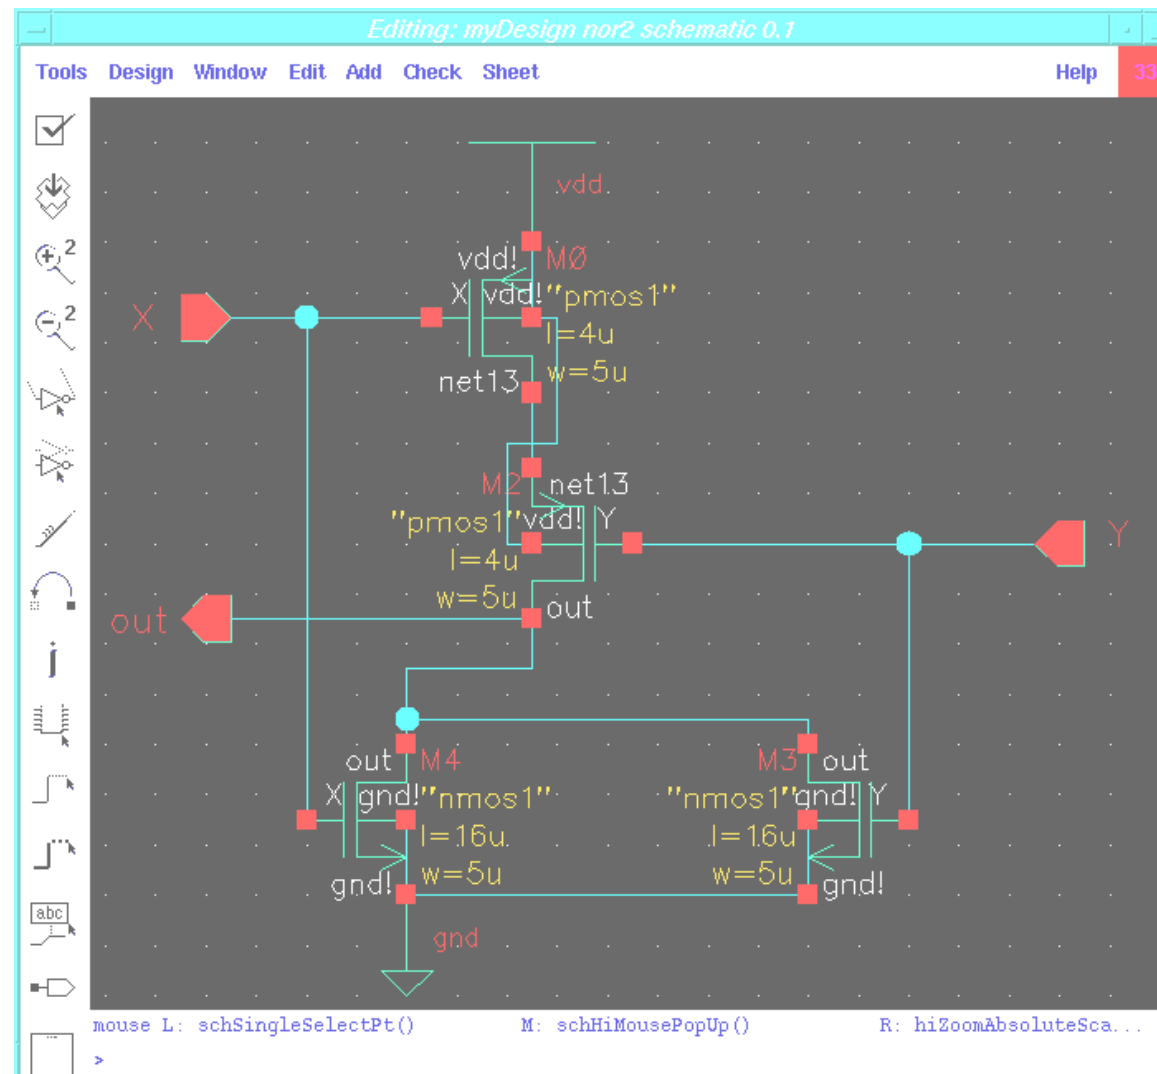 Editing: myDesign nor2 schematic 0.1
Tools Design Window Edit Add Check Sheet Help 33
vdd
2
vdd! M0
X vdd! "pmos1"
X
2
l=4u
net13 w=5u
M2 net13
"pmos1" vdd! Y
Y
l=4u
w=5u out
out
out M4 M3 out
X gnd! "nmos1" "nmos1" gnd! Y
l=16u l=16u
w=5u w=5u
gnd! gnd!
abc
gnd
mouse L: schSingleSelectPt() M: schHiMousePopUp() R: hiZoomAbsoluteSca...
>